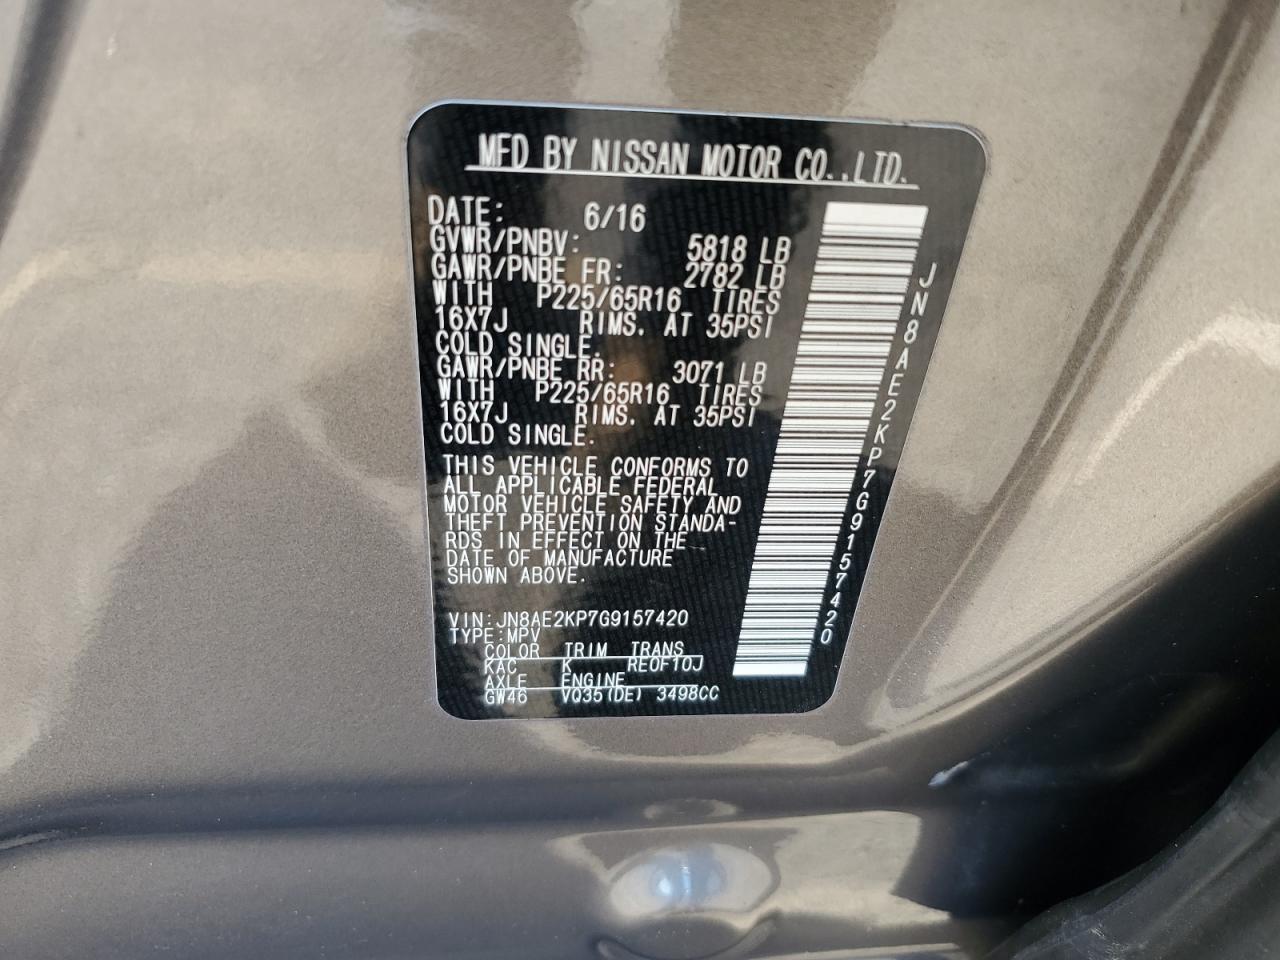 MFD BY NISSAN MOTOR CO.,LTD.
DATE: 6/16
GVWR/PNBV: 5818 LB
GAWR/PNBE FR: 2782 LB
WITH P225/65R16 TIRES
16X7J RIMS. AT 35PSI
COLD SINGLE.
GAWR/PNBE RR: 3071 LB
WITH P225/65R16 TIRES
16X7J RIMS. AT 35PSI
COLD SINGLE.
THIS VEHICLE CONFORMS TO
ALL APPLICABLE FEDERAL
MOTOR VEHICLE SAFETY AND
THEFT PREVENTION STANDA-
RDS IN EFFECT ON THE
DATE OF MANUFACTURE
SHOWN ABOVE.
VIN:JN8AE2KP7G9157420
TYPE:MPV
COLOR TRIM TRANS
KAC K RE0F10J
AXLE ENGINE
GW46 VQ35(DE) 3498CC
JN8AE2KP7G9157420